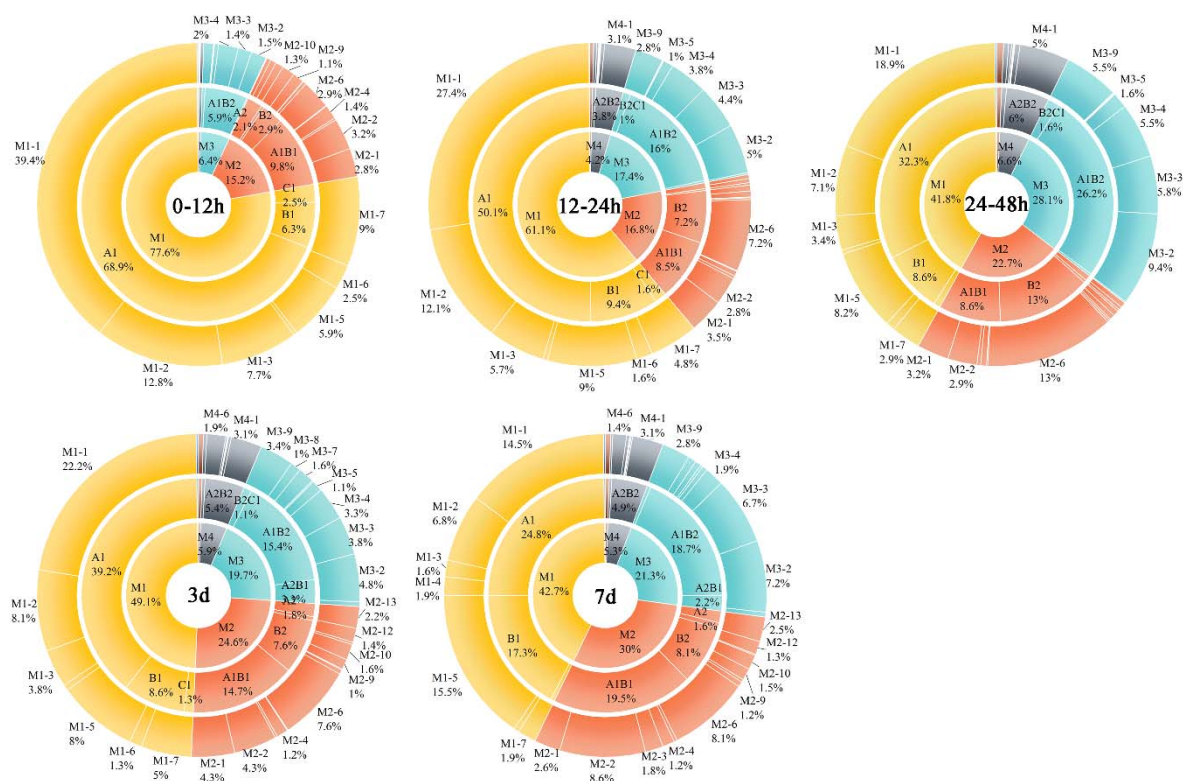 M3-4
2%
M3-3
1.4%
M3-2
1.5%
M2-10
1.3%
M2-9
1.1%
M2-6
2.9%
M2-4
1.4%
M2-2
3.2%
M2-1
2.8%
M1-7
9%
M1-6
2.5%
M1-5
5.9%
M1-3
7.7%
M1-2
12.8%
M1-1
39.4%
A1B2
5.9%
A2
2.1%
B2
2.9%
A1B1
9.8%
C1
2.5%
B1
6.3%
A1
68.9%
M3
6.4%
M2
15.2%
M1
77.6%
0-12h
M4-1
3.1%
M3-9
2.8%
M3-5
1%
M3-4
3.8%
M3-3
4.4%
M3-2
5%
M2-6
7.2%
M2-2
2.8%
M2-1
3.5%
M1-7
4.8%
M1-6
1.6%
M1-5
9%
M1-3
5.7%
M1-2
12.1%
M1-1
27.4%
A2B2
3.8%
B2C1
1%
A1B2
16%
B2
7.2%
A1B1
8.5%
C1
1.6%
B1
9.4%
A1
50.1%
M4
4.2%
M3
17.4%
M2
16.8%
M1
61.1%
12-24h
M4-1
5%
M3-9
5.5%
M3-5
1.6%
M3-4
5.5%
M3-3
5.8%
M3-2
9.4%
M2-6
13%
M2-2
2.9%
M2-1
3.2%
M1-7
2.9%
M1-5
8.2%
M1-3
3.4%
M1-2
7.1%
M1-1
18.9%
A2B2
6%
B2C1
1.6%
A1B2
26.2%
B2
13%
A1B1
8.6%
B1
8.6%
A1
32.3%
M4
6.6%
M3
28.1%
M2
22.7%
M1
41.8%
24-48h
M4-6
1.9%
M4-1
3.1%
M3-9
3.4%
M3-8
1%
M3-7
1.6%
M3-5
1.1%
M3-4
3.3%
M3-3
3.8%
M3-2
4.8%
M2-13
2.2%
M2-12
1.4%
M2-10
1.6%
M2-9
1%
M2-6
7.6%
M2-4
1.2%
M2-2
4.3%
M2-1
4.3%
M1-7
5%
M1-6
1.3%
M1-5
8%
M1-3
3.8%
M1-2
8.1%
M1-1
22.2%
A2B2
5.4%
B2C1
1.1%
A1B2
15.4%
A2B1
A2
1.8%
B2
7.6%
A1B1
14.7%
C1
1.3%
B1
8.6%
A1
39.2%
M4
5.9%
M3
19.7%
M2
24.6%
M1
49.1%
3d
M4-6
1.4%
M4-1
3.1%
M3-9
2.8%
M3-4
1.9%
M3-3
6.7%
M3-2
7.2%
M2-13
2.5%
M2-12
1.3%
M2-10
1.5%
M2-9
1.2%
M2-6
8.1%
M2-4
1.2%
M2-3
1.8%
M2-2
8.6%
M2-1
2.6%
M1-7
1.9%
M1-5
15.5%
M1-4
1.9%
M1-3
1.6%
M1-2
6.8%
M1-1
14.5%
A2B2
4.9%
A1B2
18.7%
A2B1
2.2%
A2
1.6%
B2
8.1%
A1B1
19.5%
B1
17.3%
A1
24.8%
M4
5.3%
M3
21.3%
M2
30%
M1
42.7%
7d